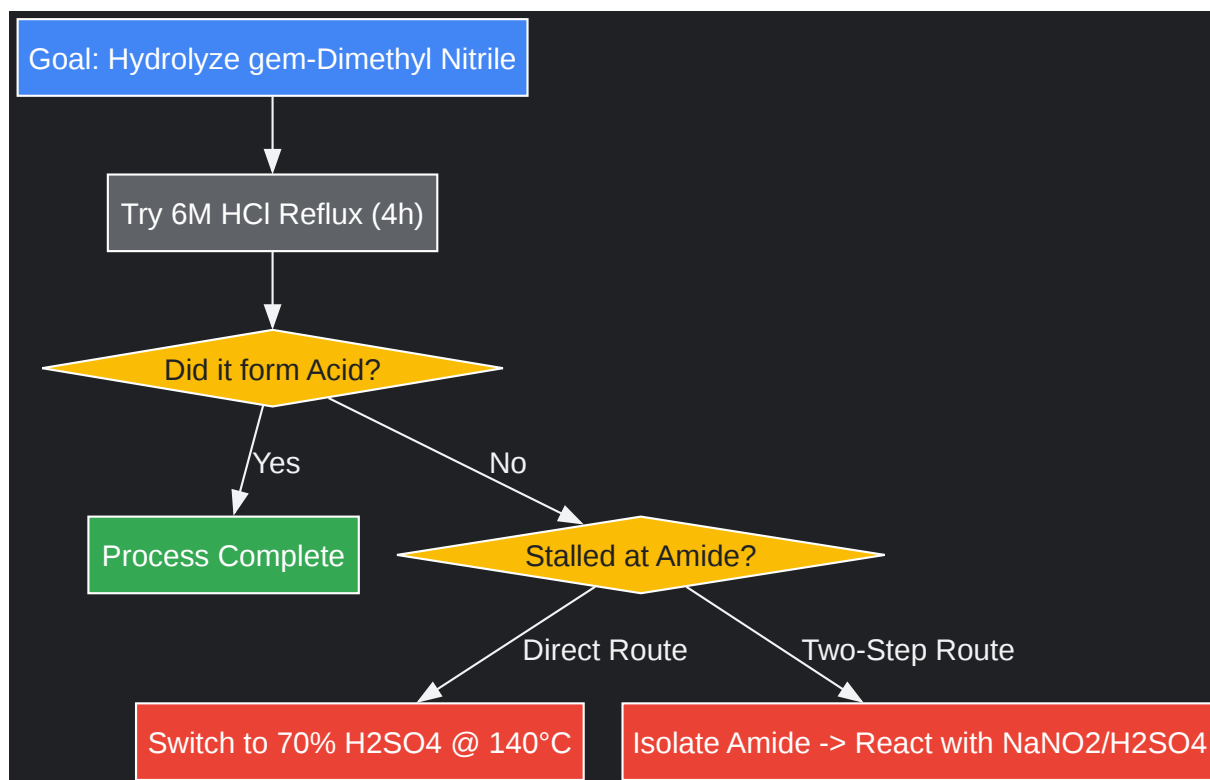 Goal: Hydrolyze gem-Dimethyl Nitrile
Try 6M HCl Reflux (4h)
Did it form Acid?
Yes
No
Process Complete
Stalled at Amide?
Direct Route
Two-Step Route
Switch to 70% H2SO4 @ 140°C
Isolate Amide -> React with NaNO2/H2SO4